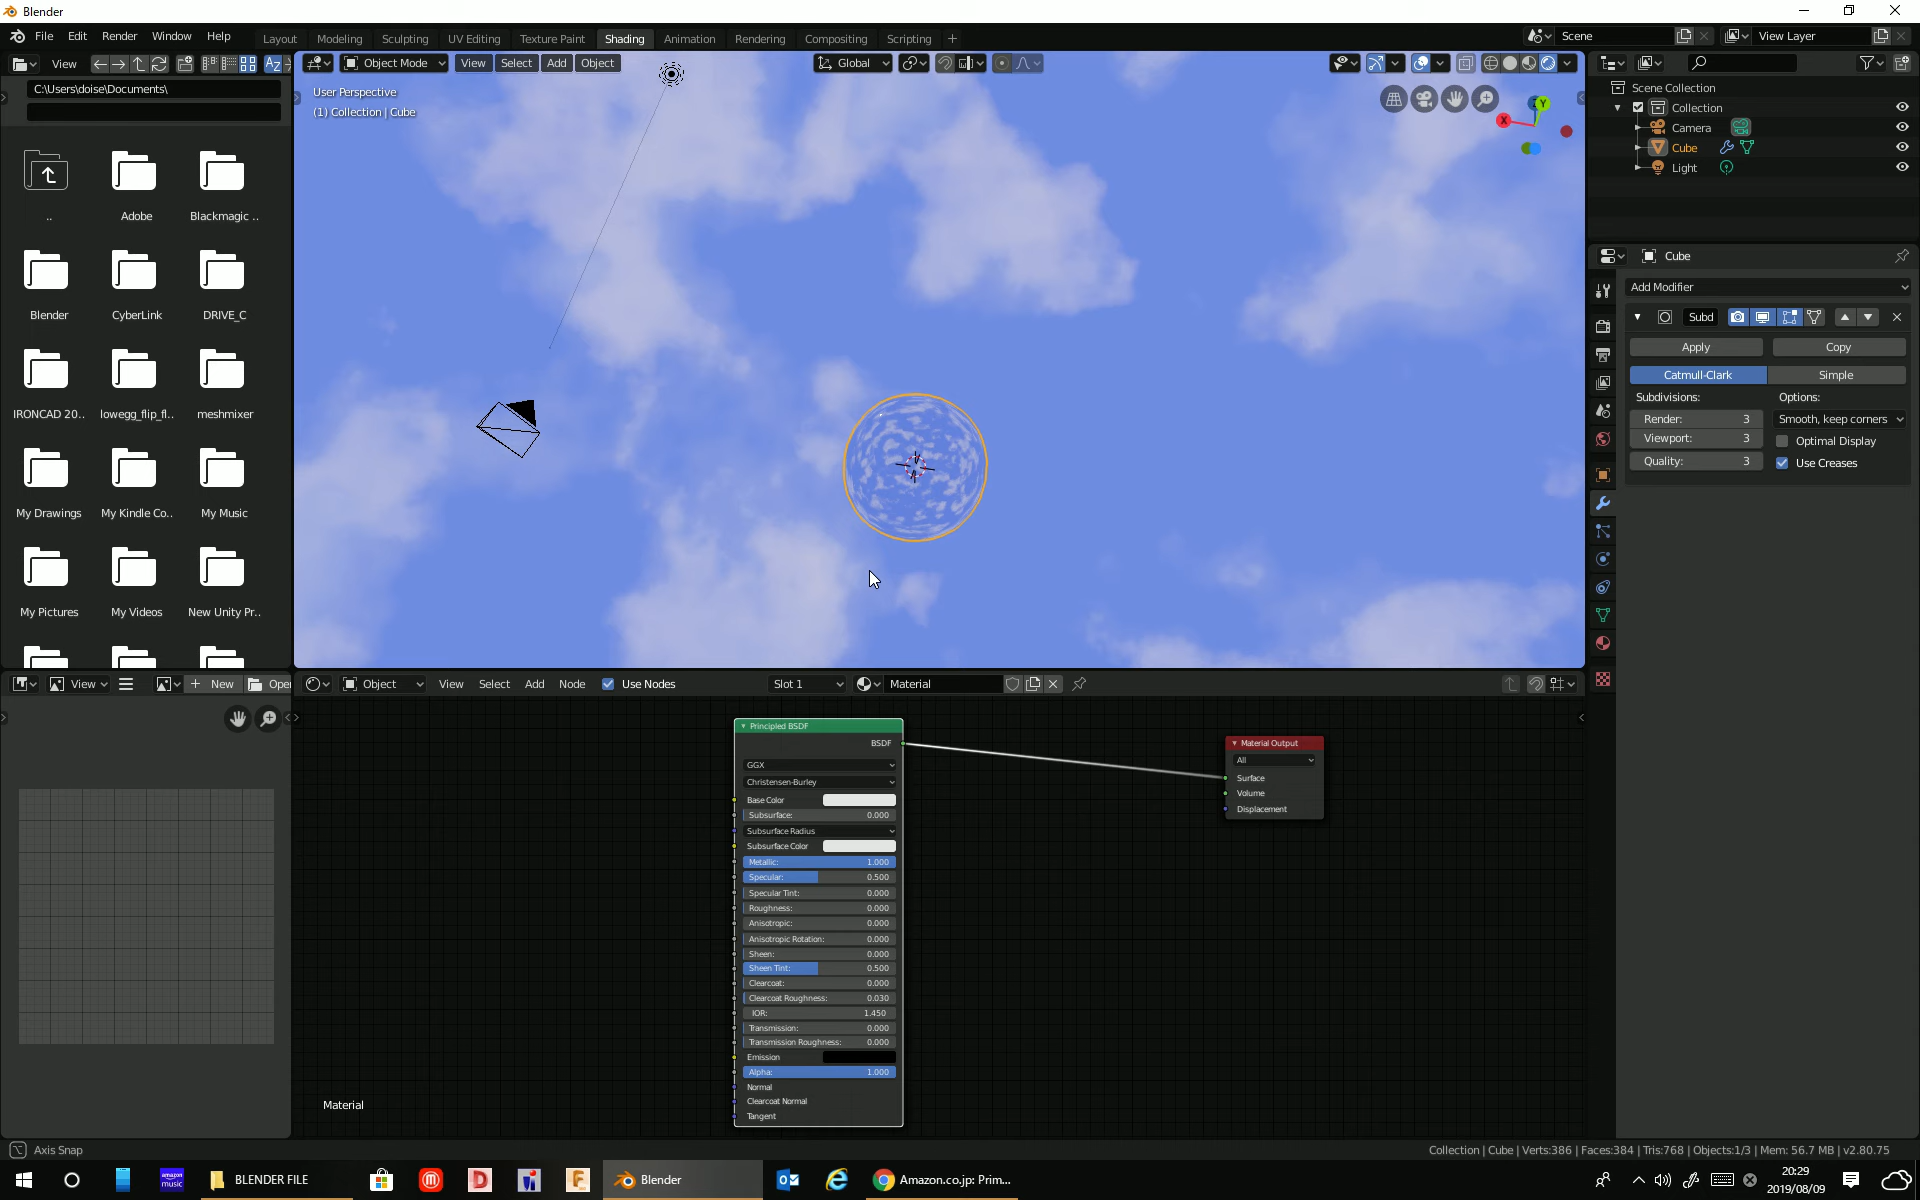 Blender
File Edit Render Window Help
Layout Modeling Sculpting UV Editing Texture Paint Shading Animation Rendering Compositing Scripting +
Scene
View Layer
View
C:\Users\doise\Documents\
..
Adobe
Blackmagic ..
Blender
CyberLink
DRIVE_C
IRONCAD 20..
lowegg_flip_fl..
meshmixer
My Drawings
My Kindle Co..
My Music
My Pictures
My Videos
New Unity Pr..
Object Mode View Select Add Object
Global
User Perspective
(1) Collection | Cube
X
Y
Scene Collection
Collection
Camera
Cube
Light
Cube
Add Modifier
Subd
Apply Copy
Catmull-Clark Simple
Subdivisions: Options:
Render: 3 Smooth, keep corners
Viewport: 3 Optimal Display
Quality: 3 Use Creases
View + New Open
Object View Select Add Node Use Nodes Slot 1 Material
Principled BSDF
BSDF
GGX
Christensen-Burley
Base Color
Subsurface: 0.000
Subsurface Radius
Subsurface Color
Metallic: 1.000
Specular: 0.500
Specular Tint: 0.000
Roughness: 0.000
Anisotropic: 0.000
Anisotropic Rotation: 0.000
Sheen: 0.000
Sheen Tint: 0.500
Clearcoat: 0.000
Clearcoat Roughness: 0.030
IOR: 1.450
Transmission: 0.000
Transmission Roughness: 0.000
Emission
Alpha: 1.000
Normal
Clearcoat Normal
Tangent
Material Output
All
Surface
Volume
Displacement
Material
Axis Snap
Collection | Cube | Verts:386 | Faces:384 | Tris:768 | Objects:1/3 | Mem: 56.7 MB | v2.80.75
amazon music
BLENDER FILE
Blender
Amazon.co.jp: Prim...
20:29
2019/08/09